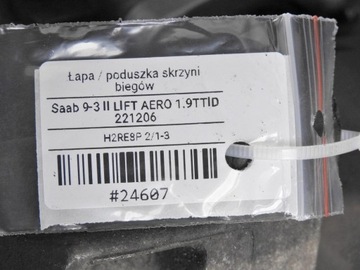 Łapa / poduszka skrzyni
biegów
Saab 9-3 II LIFT AERO 1.9TTiD
221206
H2RE8P 2/1-3
#24607